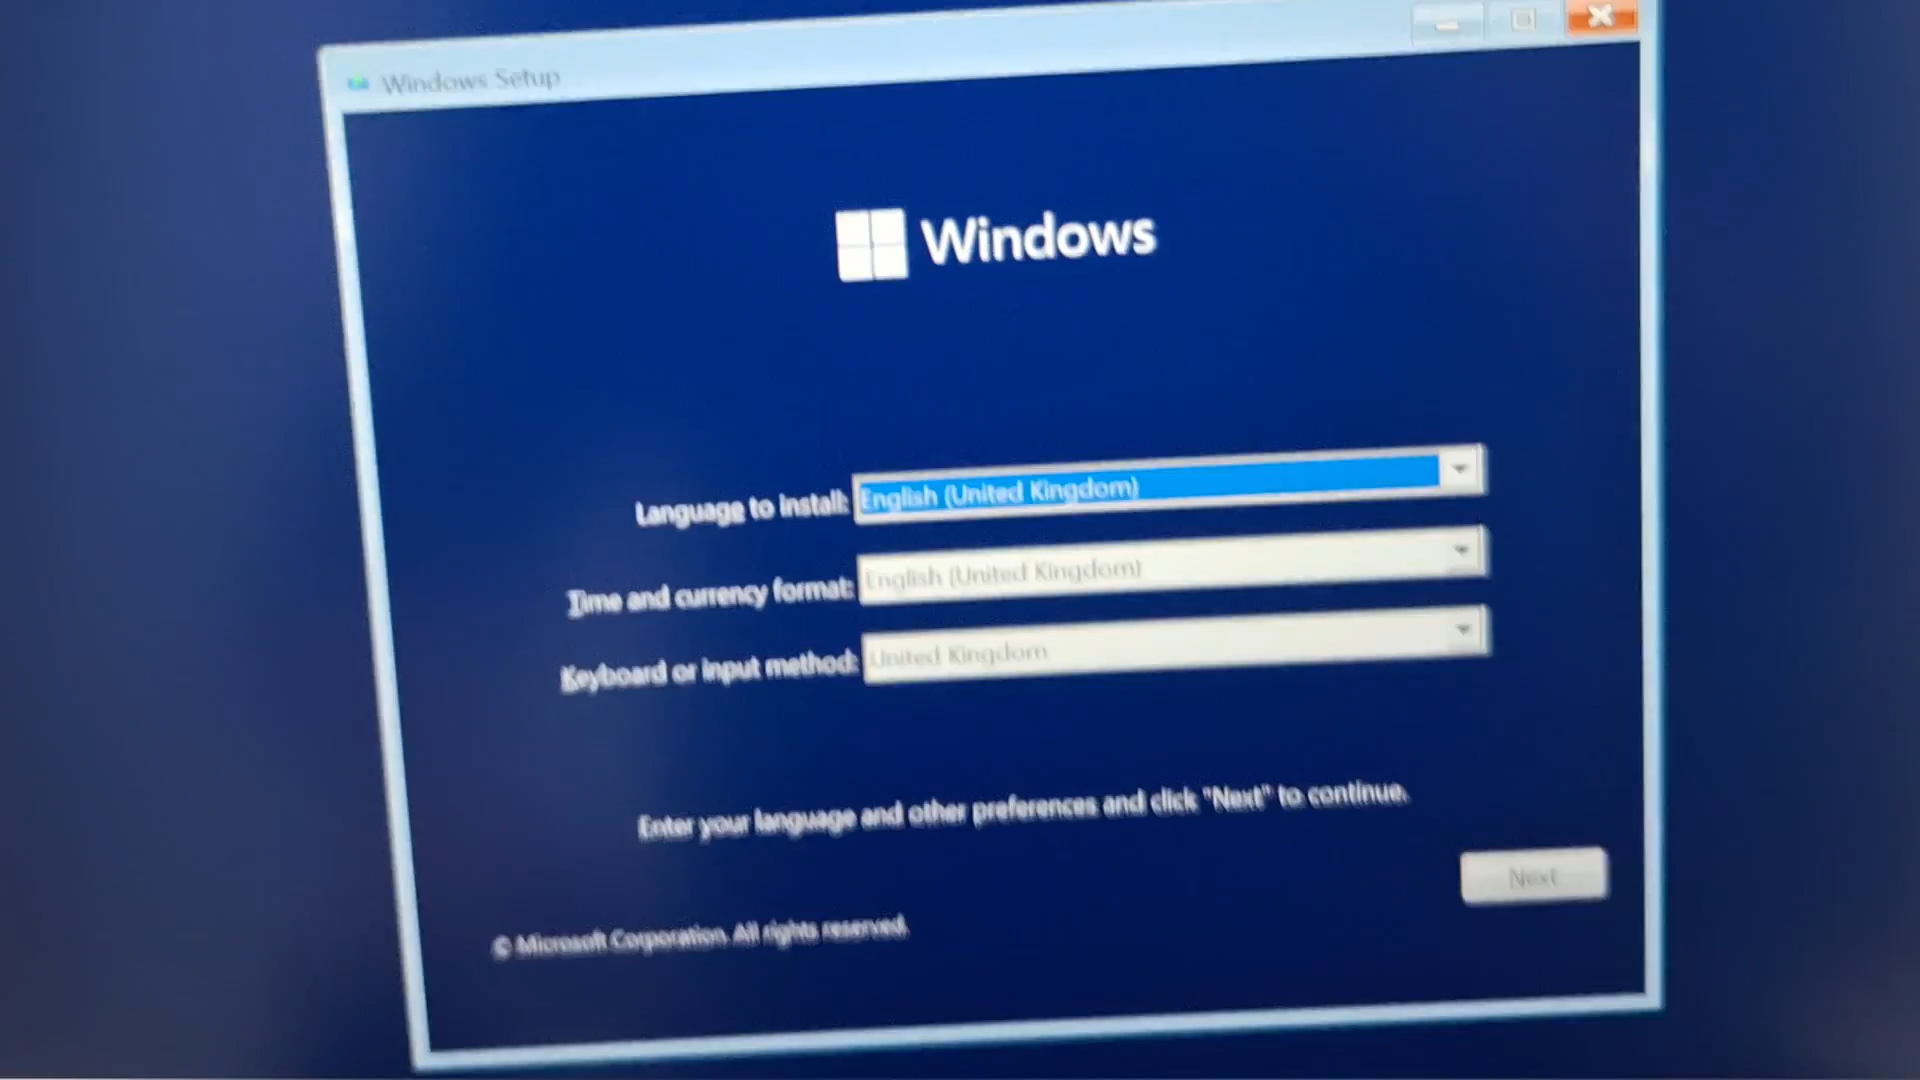 Windows Setup
Windows
Language to install: English (United Kingdom)
Time and currency format: English (United Kingdom)
Keyboard or input method: United Kingdom
Enter your language and other preferences and click "Next" to continue.
Next
© Microsoft Corporation. All rights reserved.